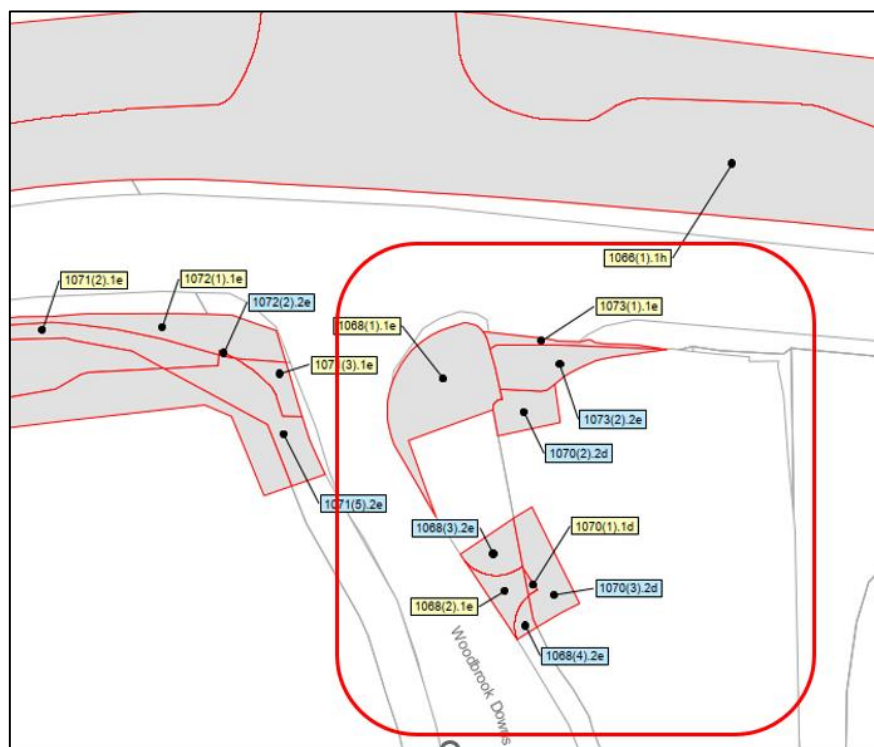 1066(1).1h
1071(2).1e
1072(1).1e
1072(2).2e
1073(1).1e
1068(1).1e
1073(2).2e
1070(2).2d
1071(5).2e
1068(3).2e
1070(1).1d
1070(3).2d
1068(2).1e
1068(4).2e
Woodbrook Downs